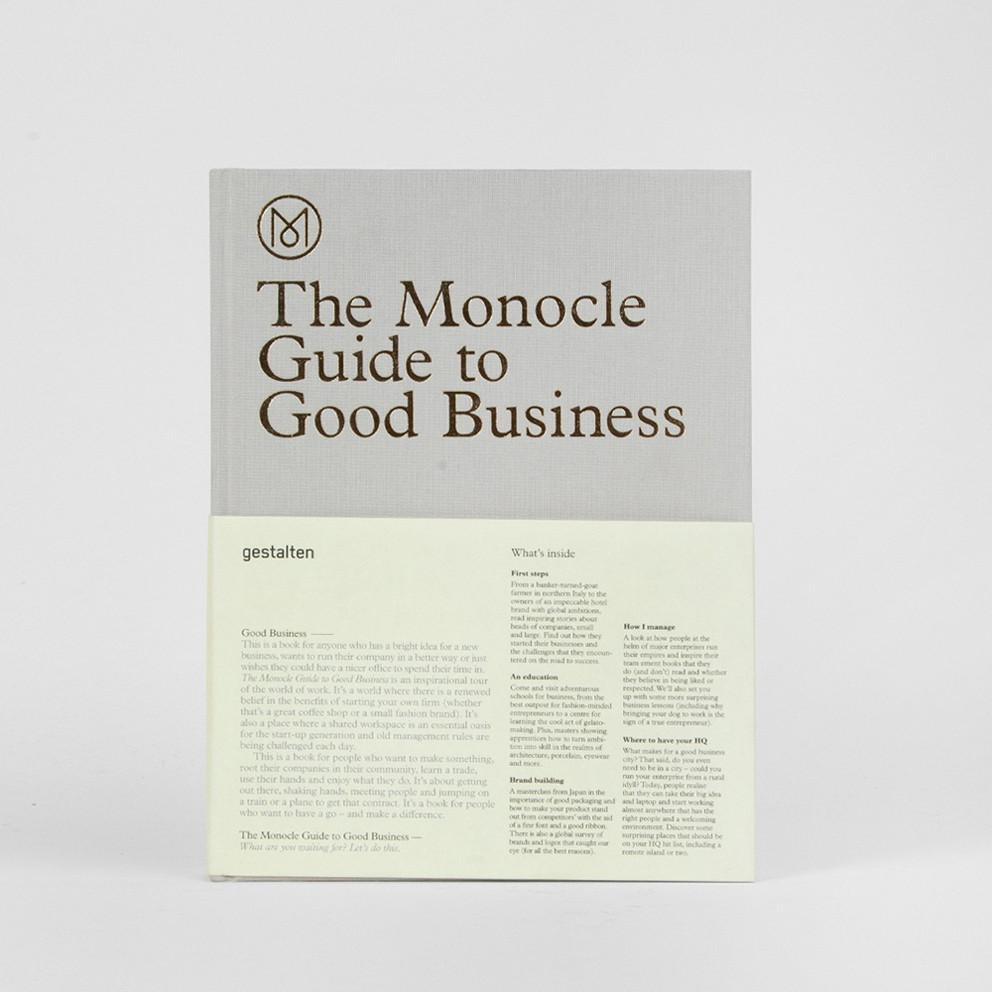 The Monocle
Guide to
Good Business
gestalten
Good Business ——
This is a book for anyone who has a bright idea for a new
business, wants to run their company in a better way or just
wishes they could have a nicer office to spend their time in.
The Monocle Guide to Good Business is an inspirational tour
of the world of work. It's a world where there is a renewed
belief in the benefits of starting your own firm (whether
that's a great coffee shop or a small fashion brand). It's
also a place where a shared workspace is an essential oasis
for the start-up generation and old management rules are
being challenged each day.
This is a book for people who want to make something,
root their companies in their community, learn a trade,
use their hands and enjoy what they do. It's about getting
out there, shaking hands, meeting people and jumping on
a train or a plane to get that contract. It's a book for people
who want to have a go – and make a difference.
The Monocle Guide to Good Business —
What are you waiting for? Let's do this.
What's inside
First steps
From a banker-turned-goat
farmer in northern Italy to the
owners of an impeccable hotel
brand with global ambitions,
read inspiring stories about
heads of companies, small
and large. Find out how they
started their businesses and
the challenges that they encoun-
tered on the road to success.
An education
Come and visit adventurous
schools for business, from the
best outpost for fashion-minded
entrepreneurs to a centre for
learning the cool art of gelato-
making. Plus, masters showing
apprentices how to turn ambi-
tion into skill in the realms of
architecture, porcelain, eyewear
and more.
Brand building
A masterclass from Japan in the
importance of good packaging and
how to make your product stand
out from competitors' with the aid
of a fine font and a good ribbon.
There is also a global survey of
brands and logos that caught our
eye (for all the best reasons).
How I manage
A look at how people at the
helm of major enterprises run
their empires and inspire their
team ement books that they
do (and don't) read and whether
they believe in being liked or
respected. We'll also set you
up with some more surprising
business lessons (including why
bringing your dog to work is the
sign of a true entrepreneur).
Where to have your HQ
What makes for a good business
city? That said, do you even
need to be in a city – could you
run your enterprise from a rural
idyll? Today, people realise
that they can take their big idea
and laptop and start working
almost anywhere that has the
right people and a welcoming
environment. Discover some
surprising places that should be
on your HQ hit list, including a
remote island or two.